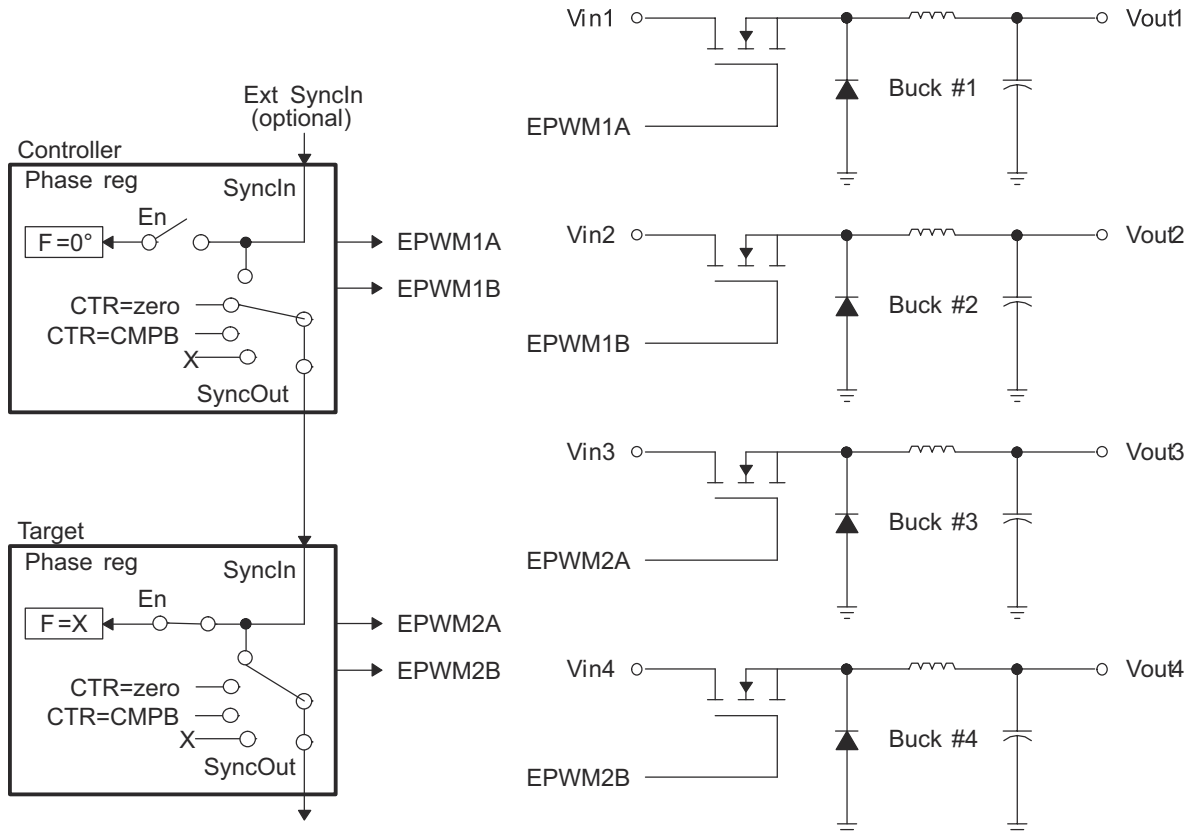 Ext SyncIn
(optional)
Controller
Phase reg
SyncIn
En
F=0°
EPWM1A
EPWM1B
CTR=zero
CTR=CMPB
X
SyncOut
Target
Phase reg
SyncIn
En
F=X
EPWM2A
EPWM2B
CTR=zero
CTR=CMPB
X
SyncOut
Vin1
Vout1
Buck #1
EPWM1A
Vin2
Vout2
Buck #2
EPWM1B
Vin3
Vout3
Buck #3
EPWM2A
Vin4
Vout4
Buck #4
EPWM2B